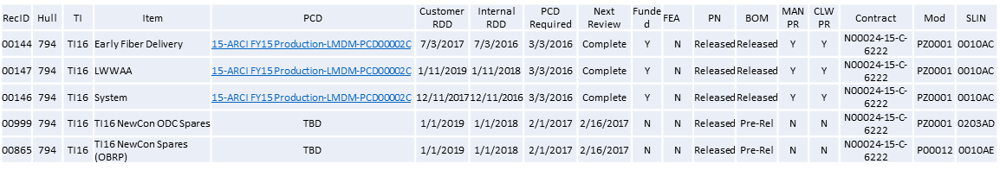 RecID Hull TI Item PCD Customer RDD Internal RDD PCD Required Next Review Funded FEA PN BOM MAN PR CLW PR Contract Mod SLIN
00144 794 TI16 Early Fiber Delivery 15-ARCI FY15 Production-LMDM-PCD00002C 7/3/2017 7/3/2016 3/3/2016 Complete Y N Released Released Y Y N00024-15-C-6222 PZ0001 0010AC
00147 794 TI16 LWWAA 15-ARCI FY15 Production-LMDM-PCD00002C 1/11/2019 1/11/2018 3/3/2016 Complete Y N Released Released Y Y N00024-15-C-6222 PZ0001 0010AC
00146 794 TI16 System 15-ARCI FY15 Production-LMDM-PCD00002C 12/11/2017 12/11/2016 3/3/2016 Complete Y N Released Released Y Y N00024-15-C-6222 PZ0001 0010AC
00999 794 TI16 TI16 NewCon ODC Spares TBD 1/1/2019 1/1/2018 2/1/2017 2/16/2017 N N Released Pre-Rel N N N00024-15-C-6222 PZ0001 0203AD
00865 794 TI16 TI16 NewCon Spares (OBRP) TBD 1/1/2019 1/1/2018 2/1/2017 2/16/2017 N N Released Pre-Rel N N N00024-15-C-6222 P00012 0010AE